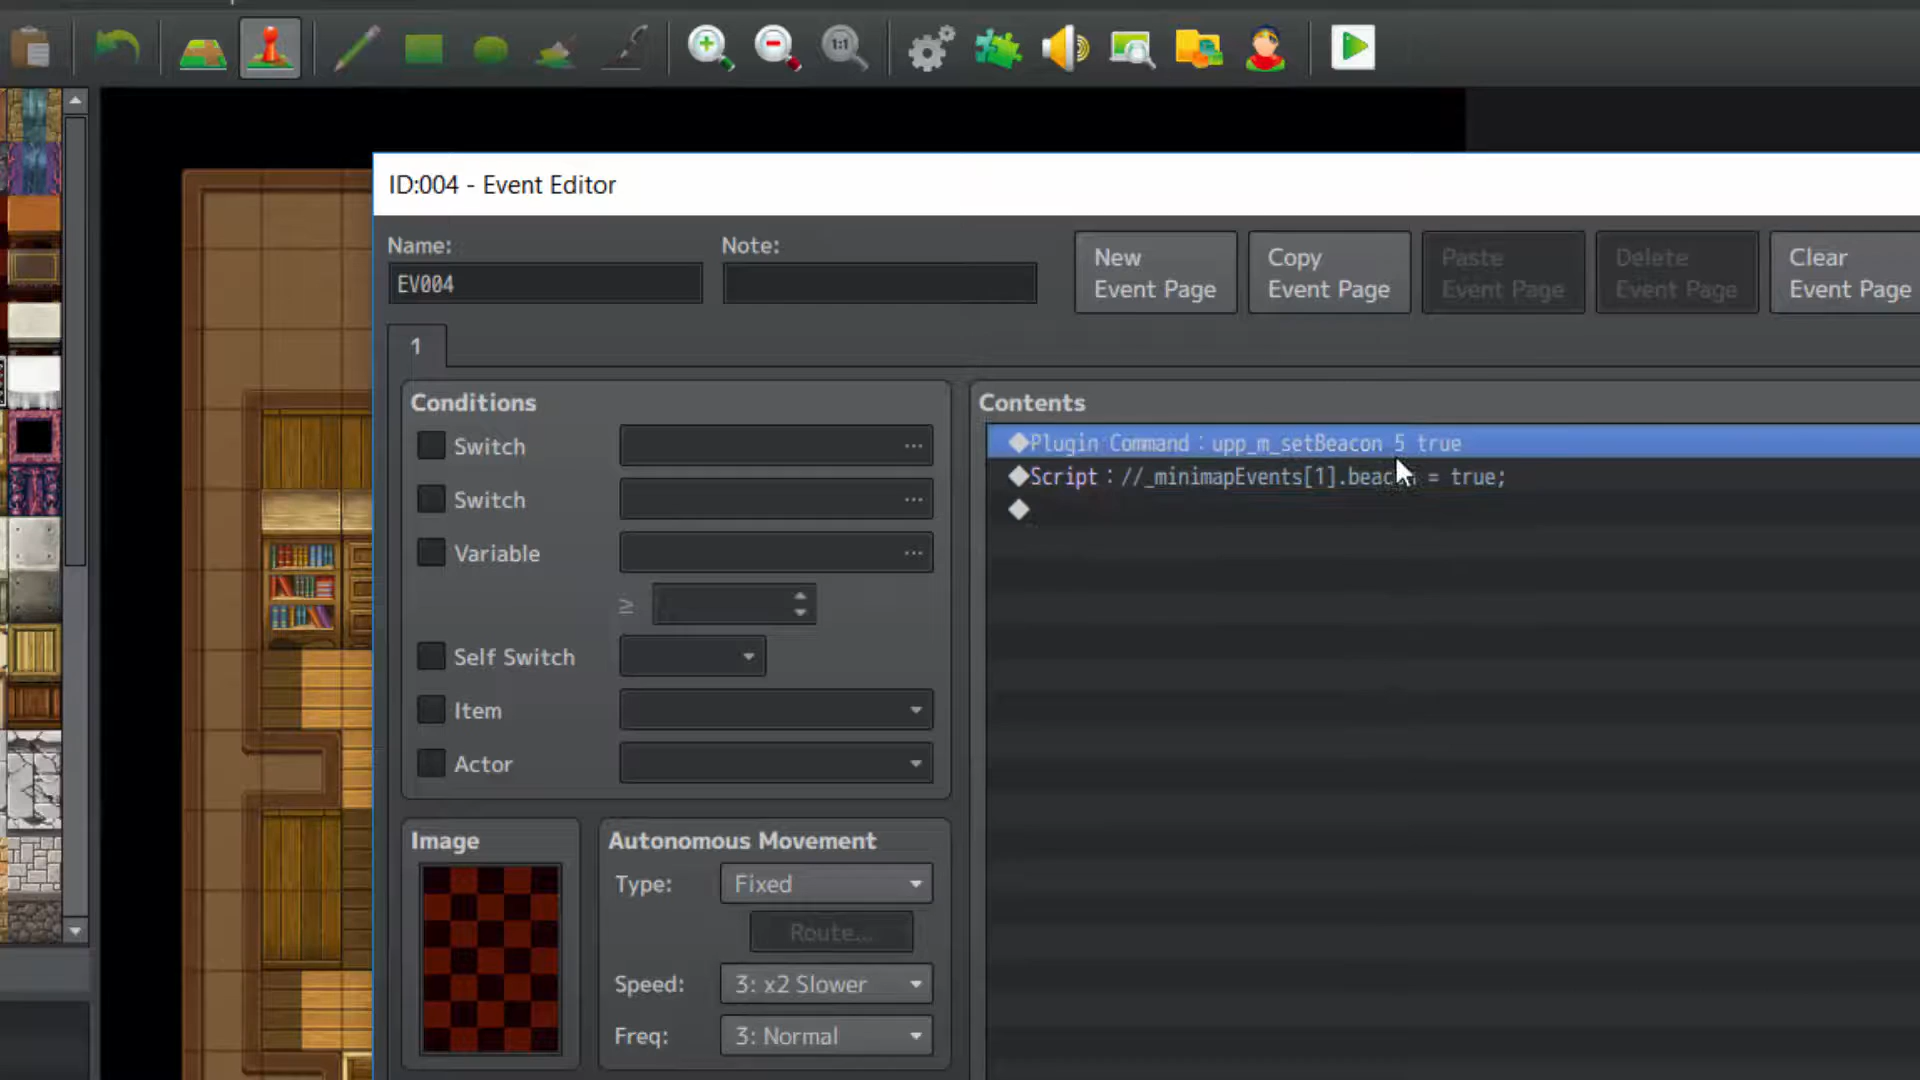 1:1
ID:004 - Event Editor
Name:
Note:
EV004
New
Event Page
Copy
Event Page
Paste
Event Page
Delete
Event Page
Clear
Event Page
1
Conditions
Switch
...
Switch
...
Variable
...
≥
Self Switch
Item
Actor
Contents
◆Plugin Command：upp_m_setBeacon 5 true
◆Script：//_minimapEvents[1].beac = true;
◆
Image
Autonomous Movement
Type:
Fixed
Route...
Speed:
3: x2 Slower
Freq:
3: Normal